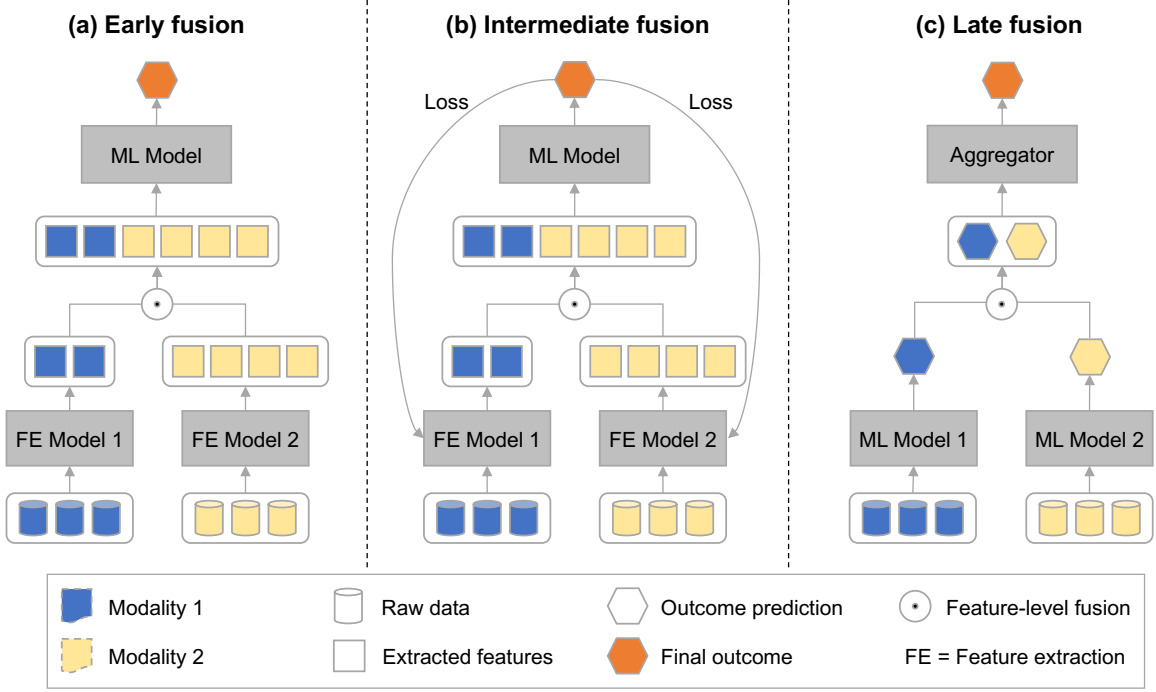 (a) Early fusion
(b) Intermediate fusion
(c) Late fusion
Loss
Loss
ML Model
ML Model
Aggregator
FE Model 1
FE Model 2
FE Model 1
FE Model 2
ML Model 1
ML Model 2
Modality 1
Raw data
Outcome prediction
Feature-level fusion
Modality 2
Extracted features
Final outcome
FE = Feature extraction